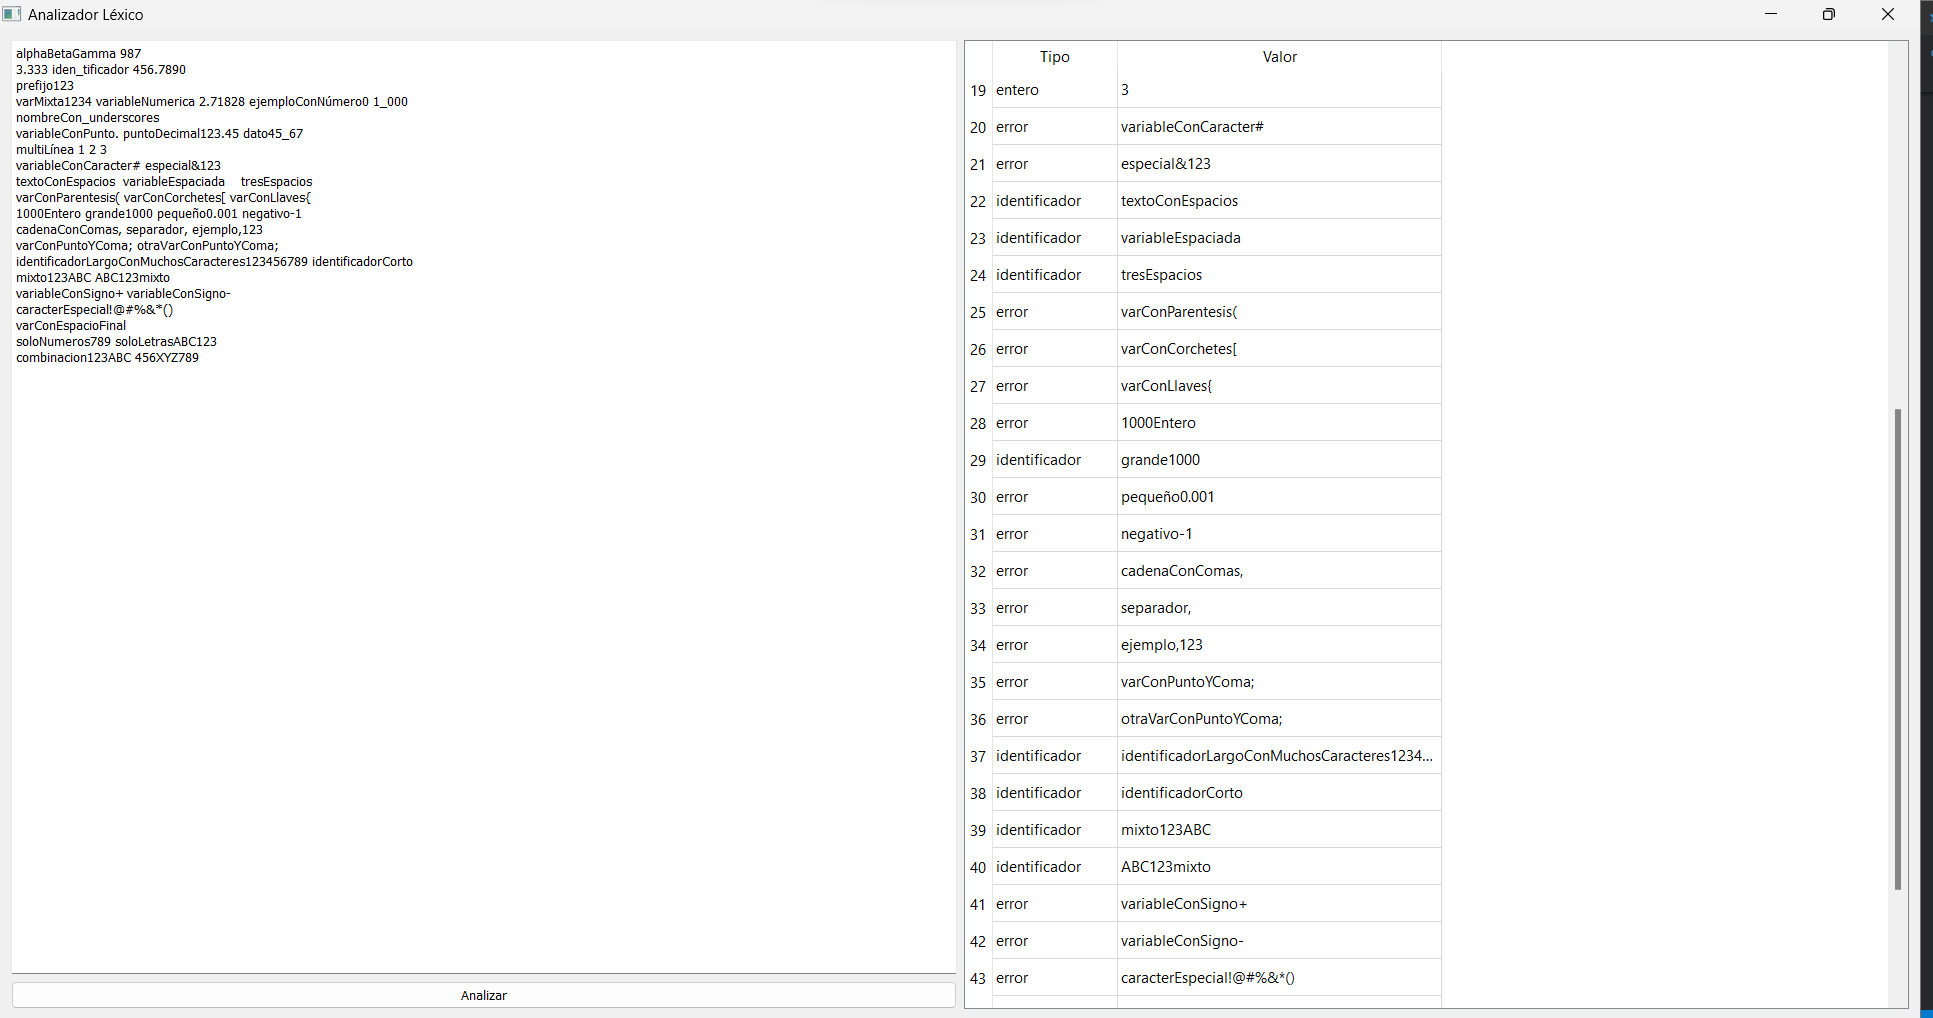 Analizador Léxico
alphaBetaGamma 987
3.333 iden_tificador 456.7890
prefijo123
varMixta1234 variableNumerica 2.71828 ejemploConNúmero0 1_000
nombreCon_underscores
variableConPunto. puntoDecimal123.45 dato45_67
multiLínea 1 2 3
variableConCaracter# especial&123
textoConEspacios  variableEspaciada    tresEspacios
varConParentesis( varConCorchetes[ varConLlaves{
1000Entero grande1000 pequeño0.001 negativo-1
cadenaConComas, separador, ejemplo,123
varConPuntoYComa; otraVarConPuntoYComa;
identificadorLargoConMuchosCaracteres123456789 identificadorCorto
mixto123ABC ABC123mixto
variableConSigno+ variableConSigno-
caracterEspecial!@#%&*()
varConEspacioFinal
soloNumeros789 soloLetrasABC123
combinacion123ABC 456XYZ789
Analizar
Tipo Valor
19 entero 3
20 error variableConCaracter#
21 error especial&123
22 identificador textoConEspacios
23 identificador variableEspaciada
24 identificador tresEspacios
25 error varConParentesis(
26 error varConCorchetes[
27 error varConLlaves{
28 error 1000Entero
29 identificador grande1000
30 error pequeño0.001
31 error negativo-1
32 error cadenaConComas,
33 error separador,
34 error ejemplo,123
35 error varConPuntoYComa;
36 error otraVarConPuntoYComa;
37 identificador identificadorLargoConMuchosCaracteres1234...
38 identificador identificadorCorto
39 identificador mixto123ABC
40 identificador ABC123mixto
41 error variableConSigno+
42 error variableConSigno-
43 error caracterEspecial!@#%&*()